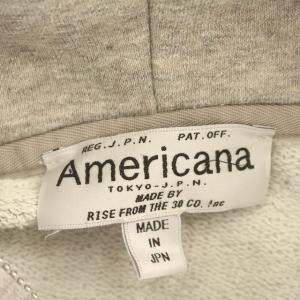 REG.J.P.N. PAT.OFF.
Americana
TOKYO-J.P.N.
MADE BY
RISE FROM THE 30 CO. Inc
MADE
IN
JPN